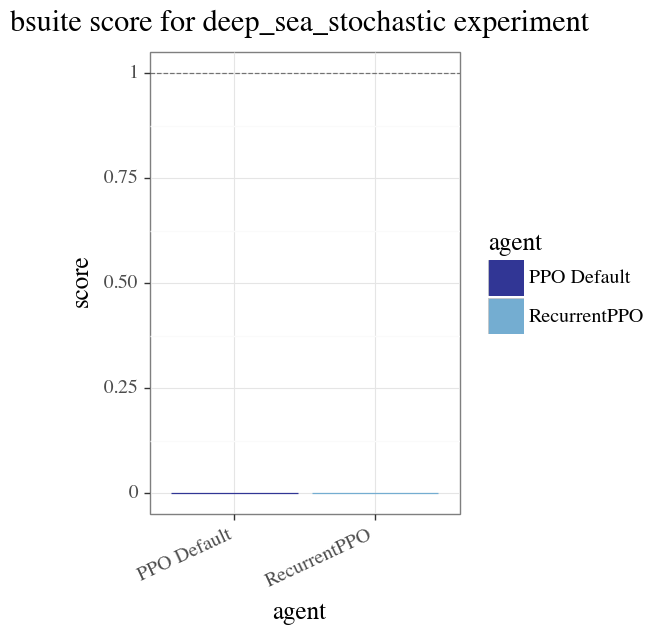 bsuite score for deep_sea_stochastic experiment
1
0.75
0.50
0.25
0
score
PPO Default
RecurrentPPO
agent
agent
PPO Default
RecurrentPPO